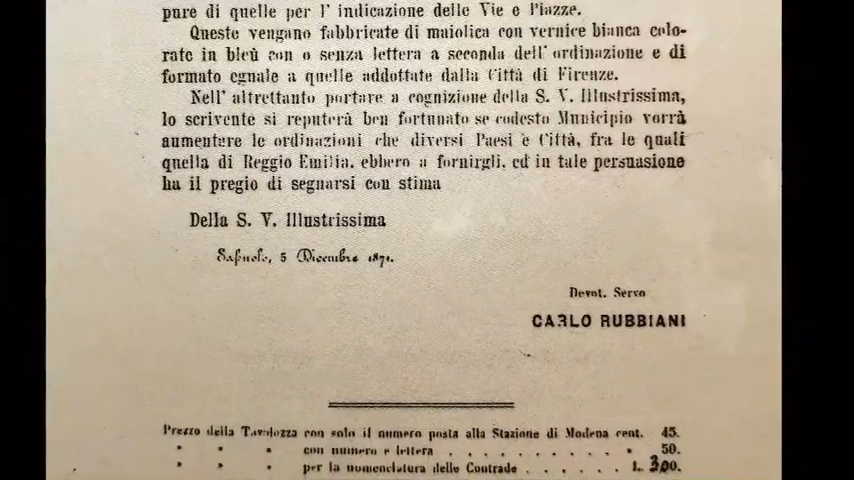 pure di quelle per l' indicazione delle Vie e Piazze.
Queste vengano fabbricate di maiolica con vernice bianca colo-
rate in bleù con o senza lettera a seconda dell' ordinazione e di
formato eguale a quelle addottate dalla Città di Firenze.
Nell' altrettanto portare a cognizione della S. V. Illustrissima,
lo scrivente si reputerà ben fortunato se codesto Municipio vorrà
aumentare le ordinazioni che diversi Paesi e Città, fra le quali
quella di Reggio Emilia, ebbero a fornirgli, ed in tale persuasione
ha il pregio di segnarsi con stima
Della S. V. Illustrissima
Sassuolo, 5 Dicembre 1871.
Devot. Servo
CARLO RUBBIANI
Prezzo della Tavolozza con solo il numero posta alla Stazione di Modena cent. 45.
" " " con numero e lettera . . . . . . . . . " 50.
" " " per la nomenclatura delle Contrade . . . . . . L. 3,00.